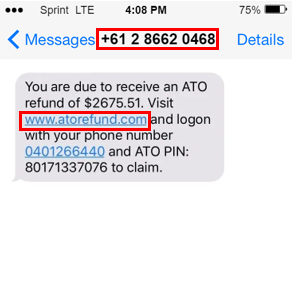 Sprint LTE 4:08 PM 75%
Messages +61 2 8662 0468 Details
You are due to receive an ATO
refund of $2675.51. Visit
www.atorefund.com and logon
with your phone number
0401266440 and ATO PIN:
80171337076 to claim.